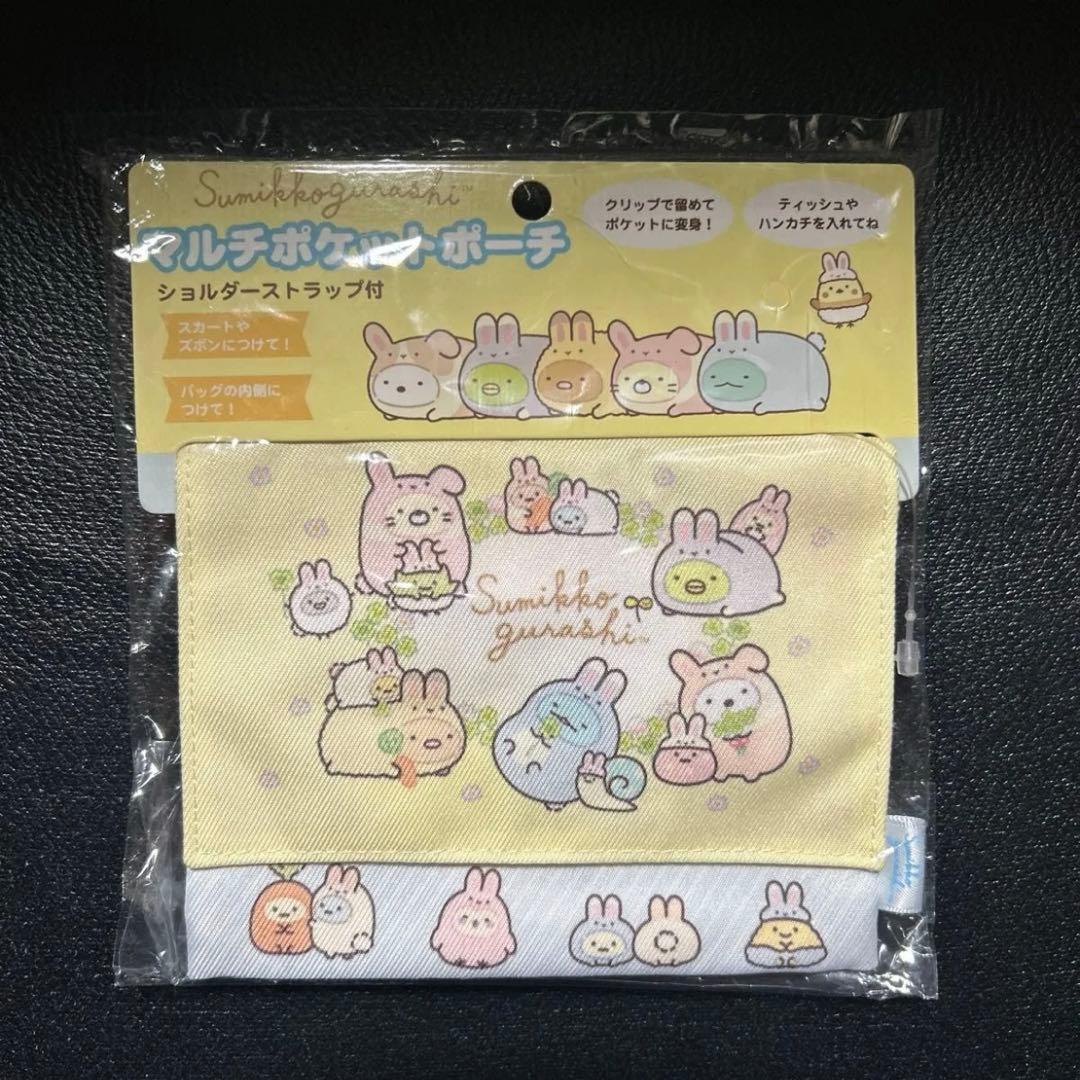 Sumikkogurashi™
マルチポケットポーチ
ショルダーストラップ付
クリップで留めて
ポケットに変身!
ティッシュや
ハンカチを入れてね
スカートや
ズボンにつけて!
バッグの内側に
つけて!
Sumikko
gurashi™